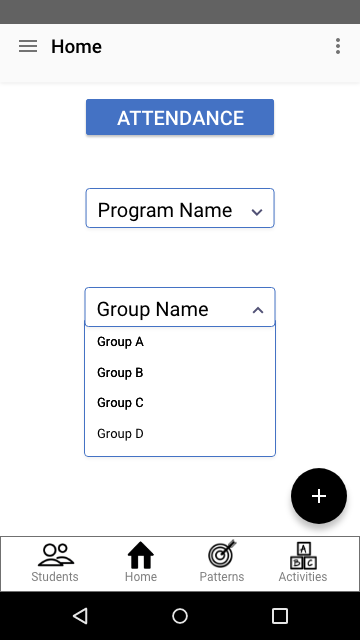 Home
ATTENDANCE
Program Name
Group Name
Group A
Group B
Group C
Group D
A
B C
Students Home Patterns Activities